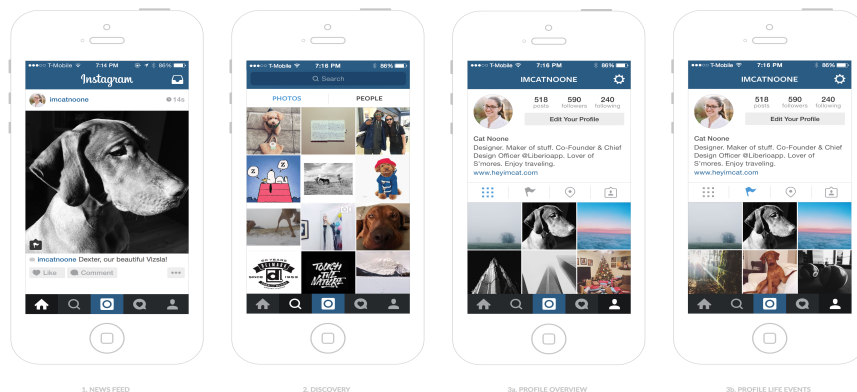 T-Mobile 7:14 PM 86%
Instagram
imcatnoone 14s
imcatnoone Dexter, our beautiful Vizsla!
Like Comment
1. NEWS FEED
T-Mobile 7:16 PM 86%
Search
PHOTOS PEOPLE
TOUGH
THE
NATURE
2. DISCOVERY
T-Mobile 7:16 PM 86%
IMCATNOONE
518 590 240
posts followers following
Edit Your Profile
Cat Noone
Designer. Maker of stuff. Co-Founder & Chief
Design Officer @Liberioapp. Lover of
S'mores. Enjoy traveling.
www.heyimcat.com
3a. PROFILE OVERVIEW
T-Mobile 7:16 PM 86%
IMCATNOONE
518 590 240
posts followers following
Edit Your Profile
Cat Noone
Designer. Maker of stuff. Co-Founder & Chief
Design Officer @Liberioapp. Lover of
S'mores. Enjoy traveling.
www.heyimcat.com
3b. PROFILE LIFE EVENTS